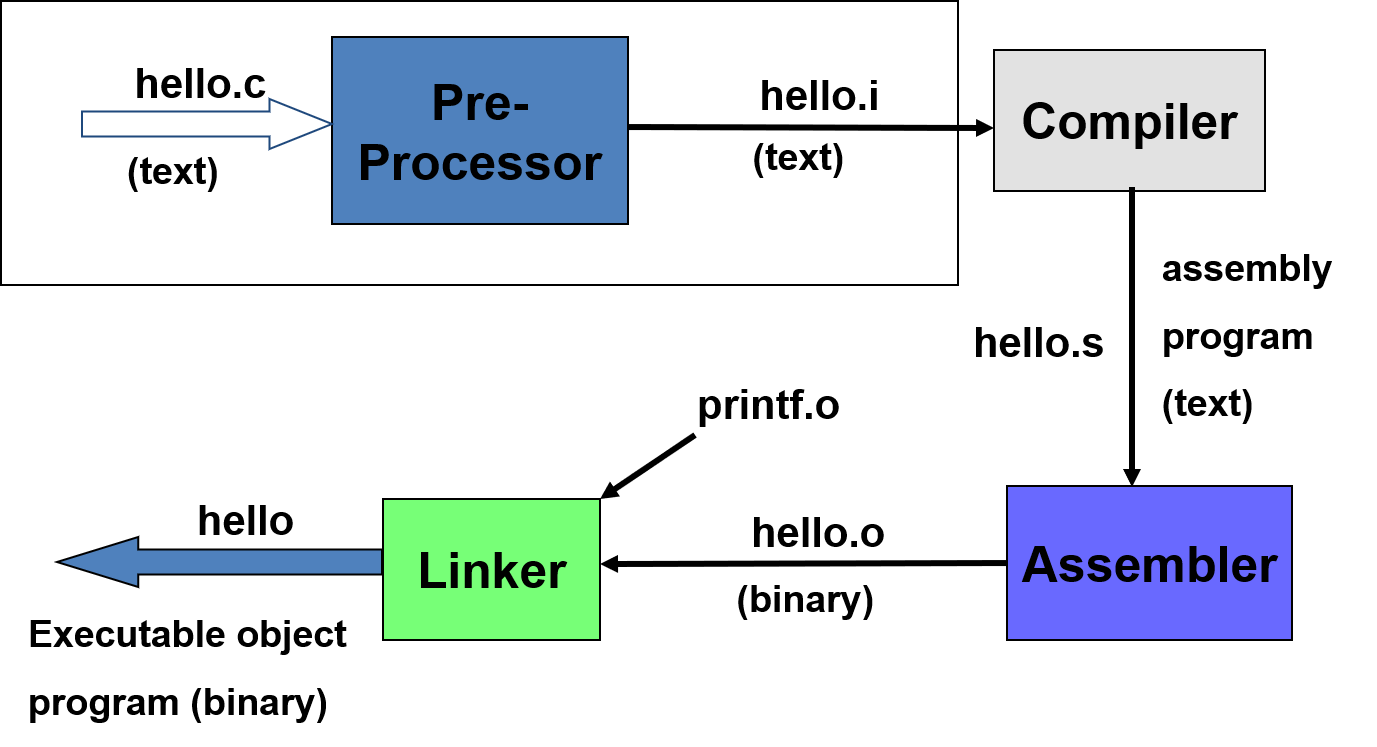 hello.c
(text)
Pre-
Processor
hello.i
(text)
Compiler
assembly
program
(text)
hello.s
printf.o
hello
Linker
hello.o
(binary)
Assembler
Executable object
program (binary)